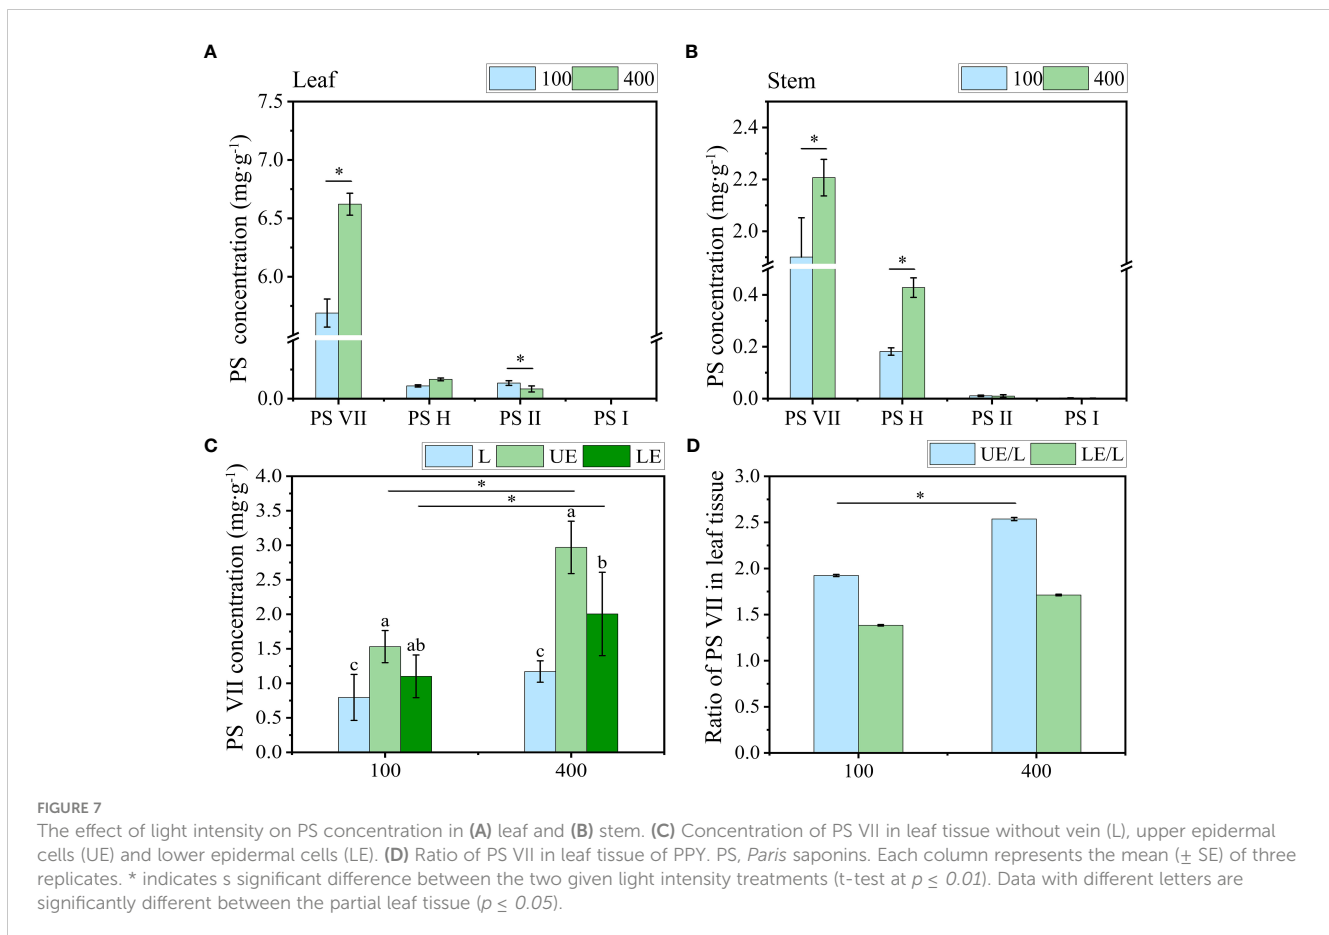 A
Leaf
100 400
PS concentration (mg·g-1)
7.5
7.0
6.5
6.0
0.0
*
*
PS VII PS H PS II PS I
B
Stem
100 400
PS concentration (mg·g-1)
2.4
2.2
2.0
0.4
0.2
0.0
*
*
PS VII PS H PS II PS I
C
L UE LE
PS VII concentration (mg·g-1)
4.0
3.5
3.0
2.5
2.0
1.5
1.0
0.5
0.0
*
*
c a ab c a b
100 400
D
UE/L LE/L
Ratio of PS VII in leaf tissue
3.0
2.5
2.0
1.5
1.0
0.5
0.0
*
100 400
FIGURE 7
The effect of light intensity on PS concentration in (A) leaf and (B) stem. (C) Concentration of PS VII in leaf tissue without vein (L), upper epidermal
cells (UE) and lower epidermal cells (LE). (D) Ratio of PS VII in leaf tissue of PPY. PS, Paris saponins. Each column represents the mean (± SE) of three
replicates. * indicates s significant difference between the two given light intensity treatments (t-test at p ≤ 0.01). Data with different letters are
significantly different between the partial leaf tissue (p ≤ 0.05).